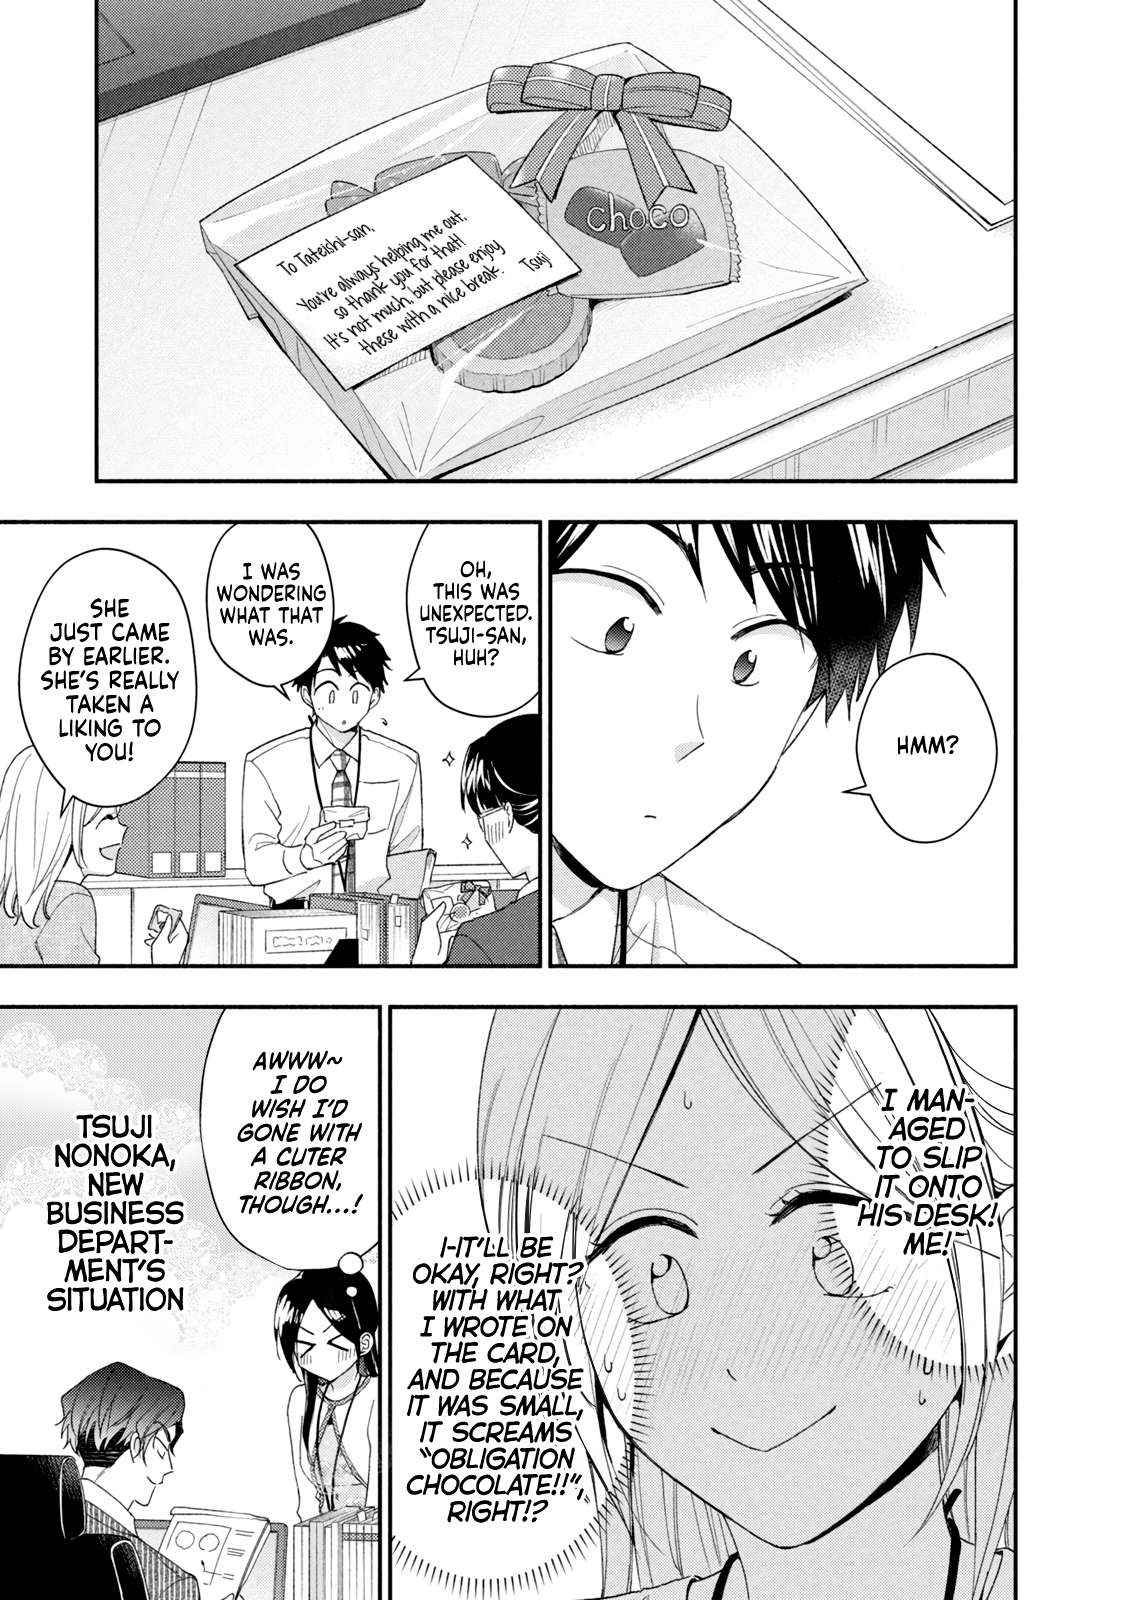 choco
To Tateishi-san,
You're always helping me out,
so thank you for that!
It's not much, but please enjoy
these with a nice break.
Tsuji
HMM?
OH,
THIS WAS
UNEXPECTED.
TSUJI-SAN,
HUH?
I WAS
WONDERING
WHAT THAT
WAS.
SHE
JUST CAME
BY EARLIER.
SHE'S REALLY
TAKEN A
LIKING TO
YOU!
I MAN-
AGED
TO SLIP
IT ONTO
HIS DESK!
ME!
I-IT'LL BE
OKAY, RIGHT?
WITH WHAT
I WROTE ON
THE CARD,
AND BECAUSE
IT WAS SMALL,
IT SCREAMS
"OBLIGATION
CHOCOLATE!!",
RIGHT!?
AWWW~
I DO
WISH I'D
GONE WITH
A CUTER
RIBBON,
THOUGH...!
TSUJI
NONOKA,
NEW
BUSINESS
DEPART-
MENT'S
SITUATION